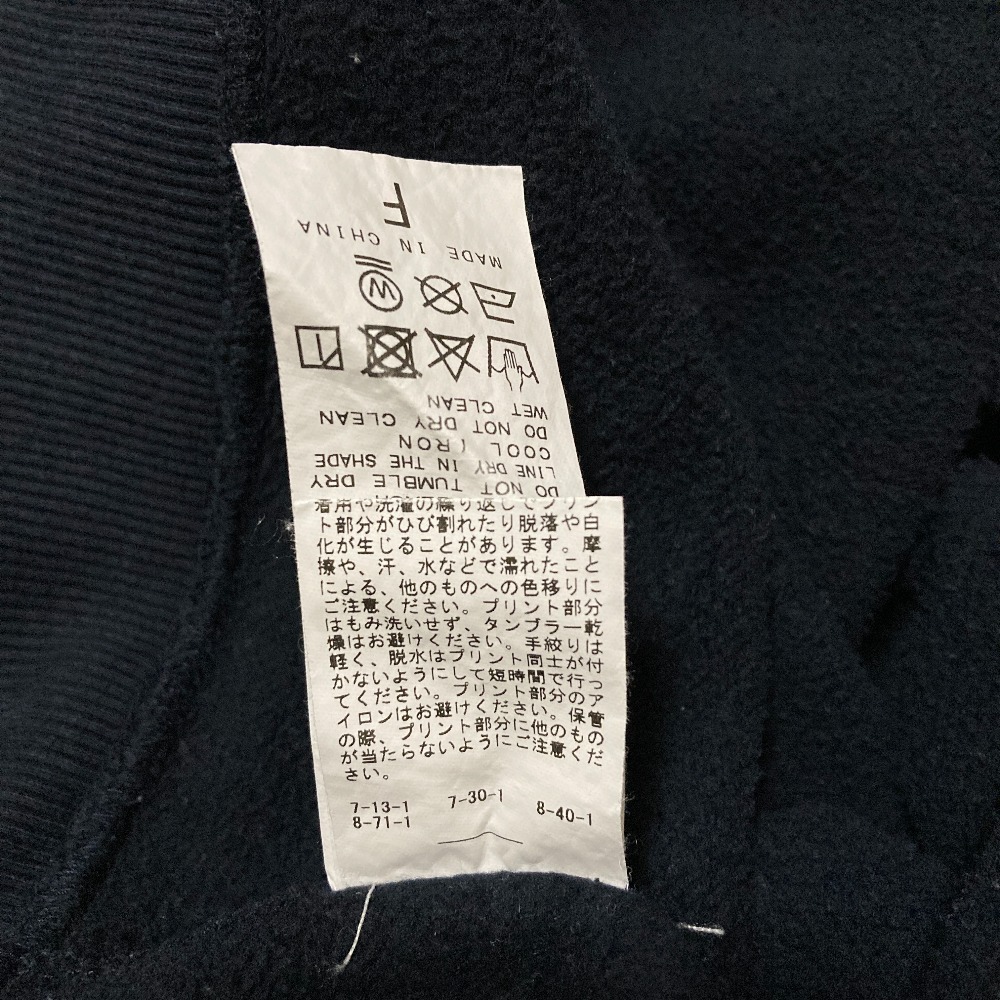 F
MADE IN CHINA
W
WET CLEAN
DO NOT DRY CLEAN
COOL IRON
LINE DRY IN THE SHADE
DO NOT TUMBLE DRY
着用や洗濯の繰り返しでプリン
ト部分がひび割れたり脱落や白
化が生じることがあります。摩
擦や、汗、水などで濡れたこと
による、他のものへの色移りに
ご注意ください。プリント部分
はもみ洗いせず、タンブラー乾
燥はお避けください。手絞りは
軽く、脱水はプリント同士が付
かないようにして短時間で行っ
てください。プリント部分のア
イロンはお避けください。保管
の際、プリント部分に他のもの
が当たらないようにご注意くだ
さい。
7-13-1 7-30-1 8-40-1
8-71-1